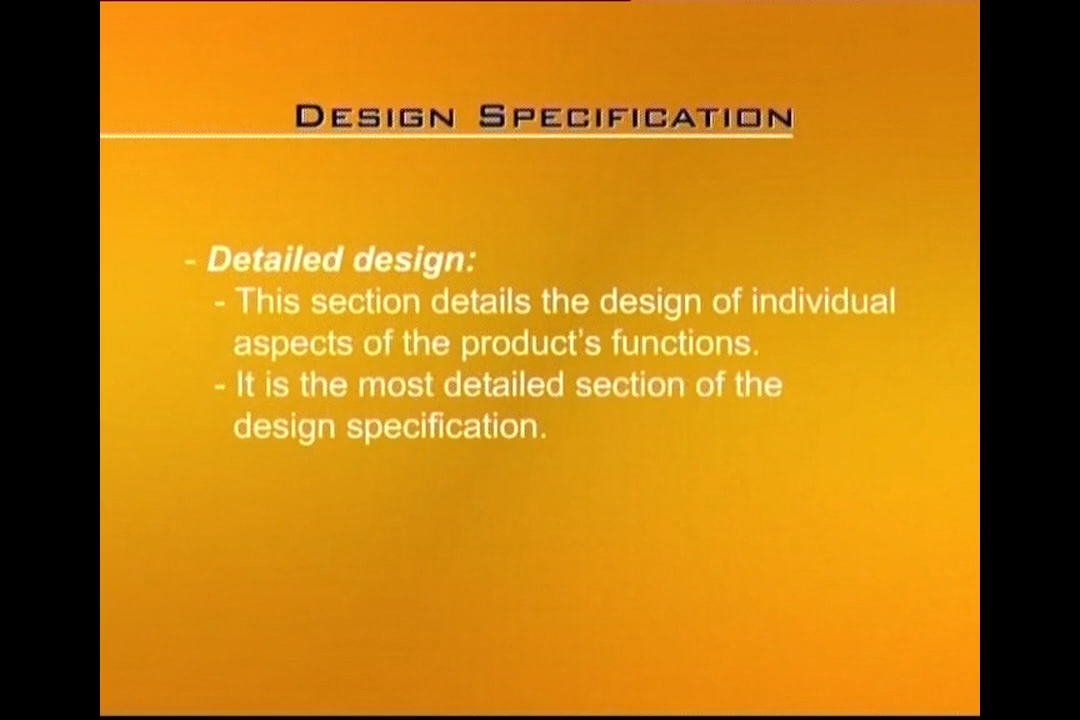 DESIGN SPECIFICATION
- Detailed design:
- This section details the design of individual
aspects of the product's functions.
- It is the most detailed section of the
design specification.